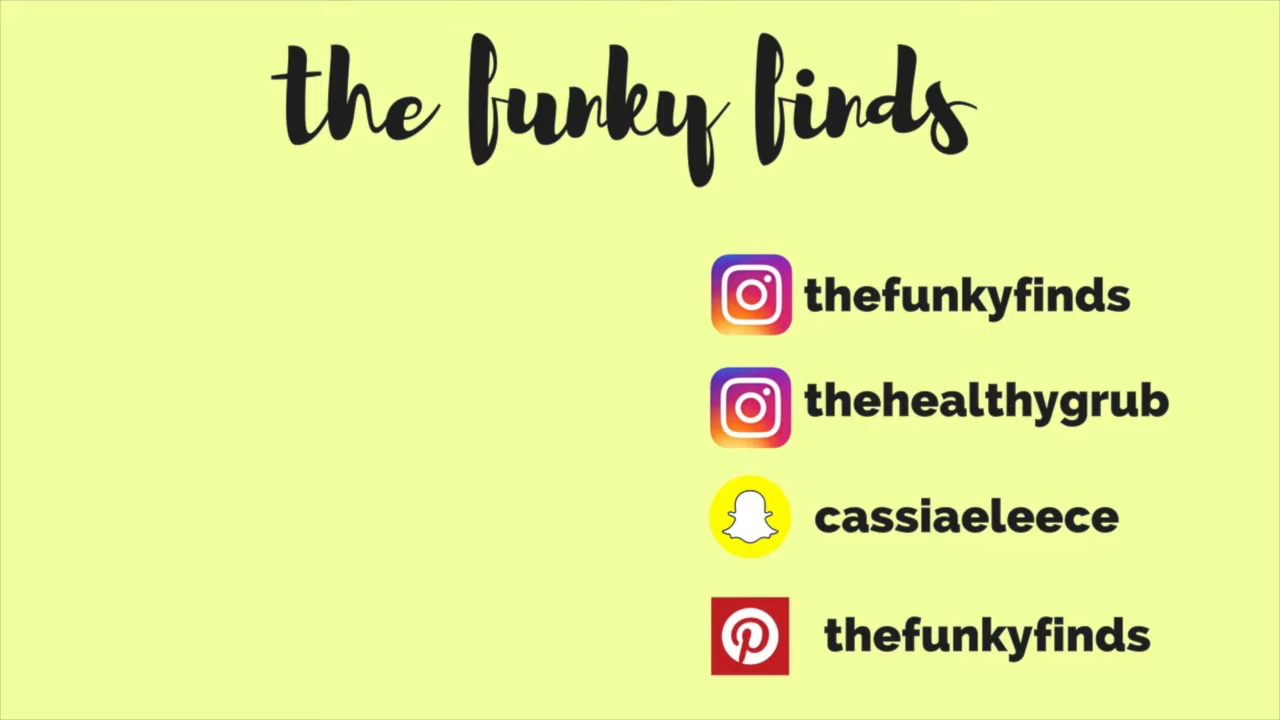 the funky finds
thefunkyfinds
thehealthygrub
cassiaeleece
thefunkyfinds